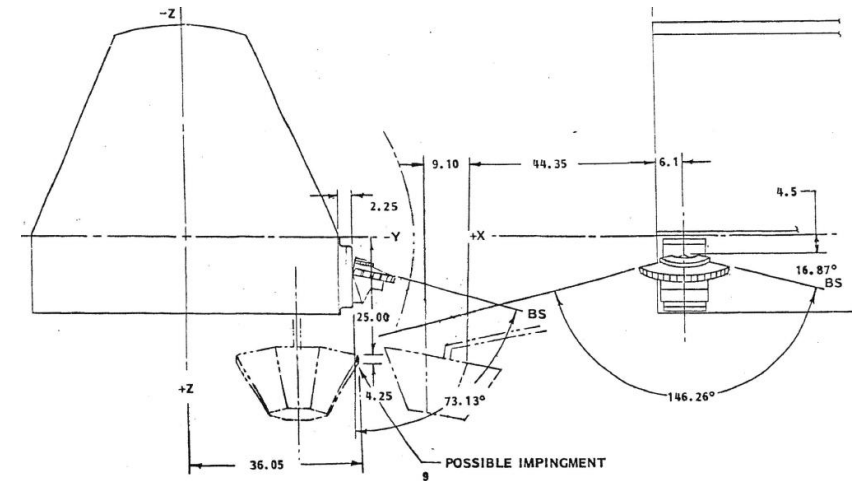 -Z
9.10
44.35
6.1
2.25
4.5
-Y
+X
16.87°
BS
25.00
BS
+Z
4.25
73.13°
146.26°
36.05
POSSIBLE IMPINGMENT
9